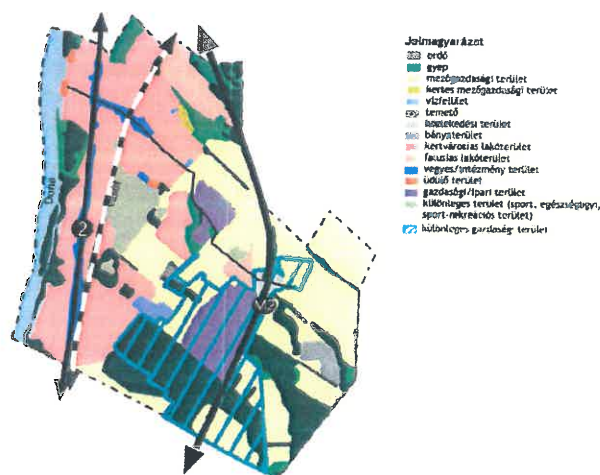 Jelmagyarázat
erdő
gyep
mezőgazdasági terület
kertes mezőgazdasági terület
vízfelület
temető
közlekedési terület
bányaterület
kertvárosias lakóterület
falusias lakóterület
vegyes/intézmény terület
üdülő terület
gazdasági/ipari terület
különleges terület (sport, egészségügyi,
sport-rekreációs terület)
különleges gazdasági terület
Duna
2